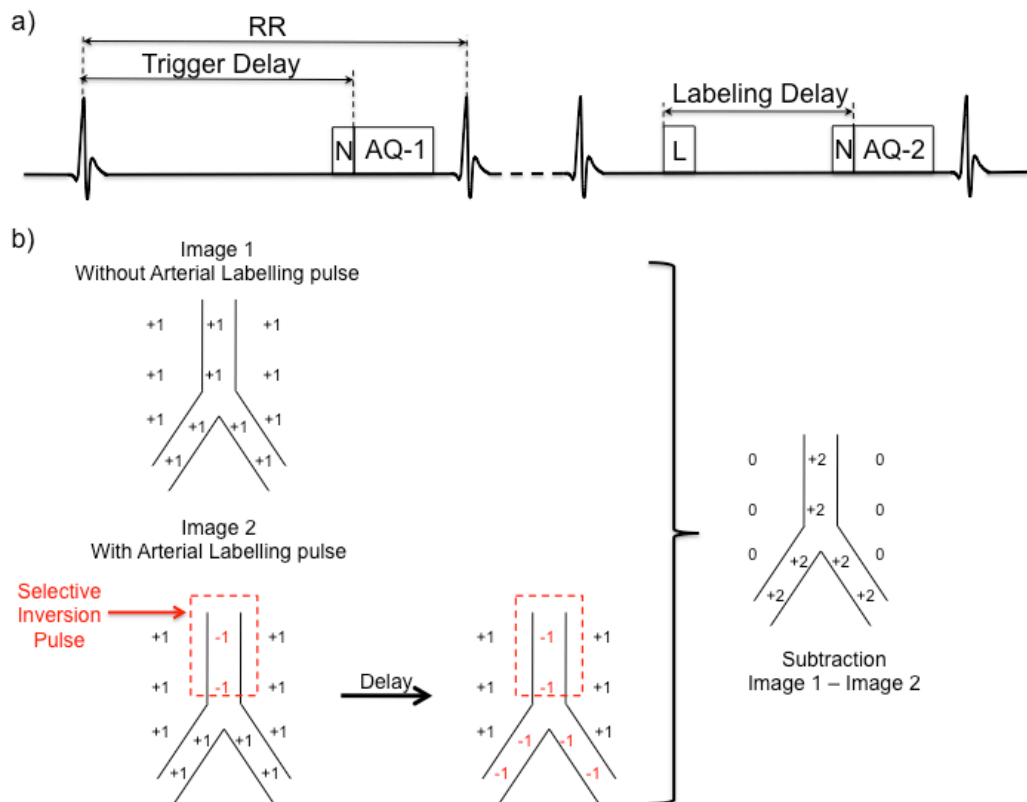 a)
RR
Trigger Delay
Labeling Delay
N AQ-1
L
N AQ-2
b)
Image 1
Without Arterial Labelling pulse
+1 +1 +1
+1 +1 +1
+1 +1 +1 +1
+1 +1
Image 2
With Arterial Labelling pulse
Selective
Inversion
Pulse
+1 -1 +1
+1 -1 +1
+1 +1 +1 +1
+1 +1
Delay
+1 -1 +1
+1 -1 +1
+1 -1 -1 +1
-1 -1
0 +2 0
0 +2 0
0 +2 +2 0
+2 +2
Subtraction
Image 1 – Image 2